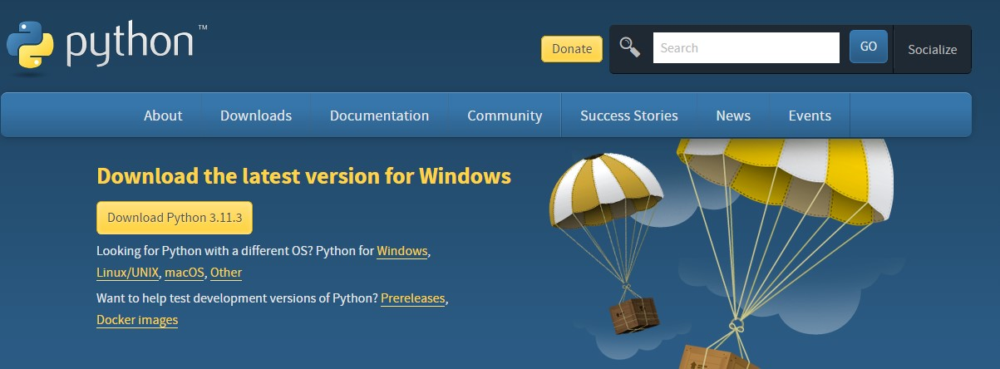 python™
Donate
Search
GO
Socialize
About Downloads Documentation Community Success Stories News Events
Download the latest version for Windows
Download Python 3.11.3
Looking for Python with a different OS? Python for Windows,
Linux/UNIX, macOS, Other
Want to help test development versions of Python? Prereleases,
Docker images